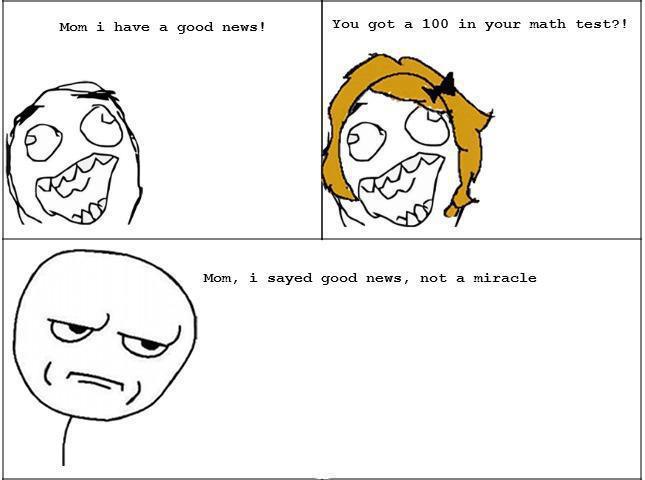 Mom i have a good news!
You got a 100 in your math test?!
Mom, i sayed good news, not a miracle